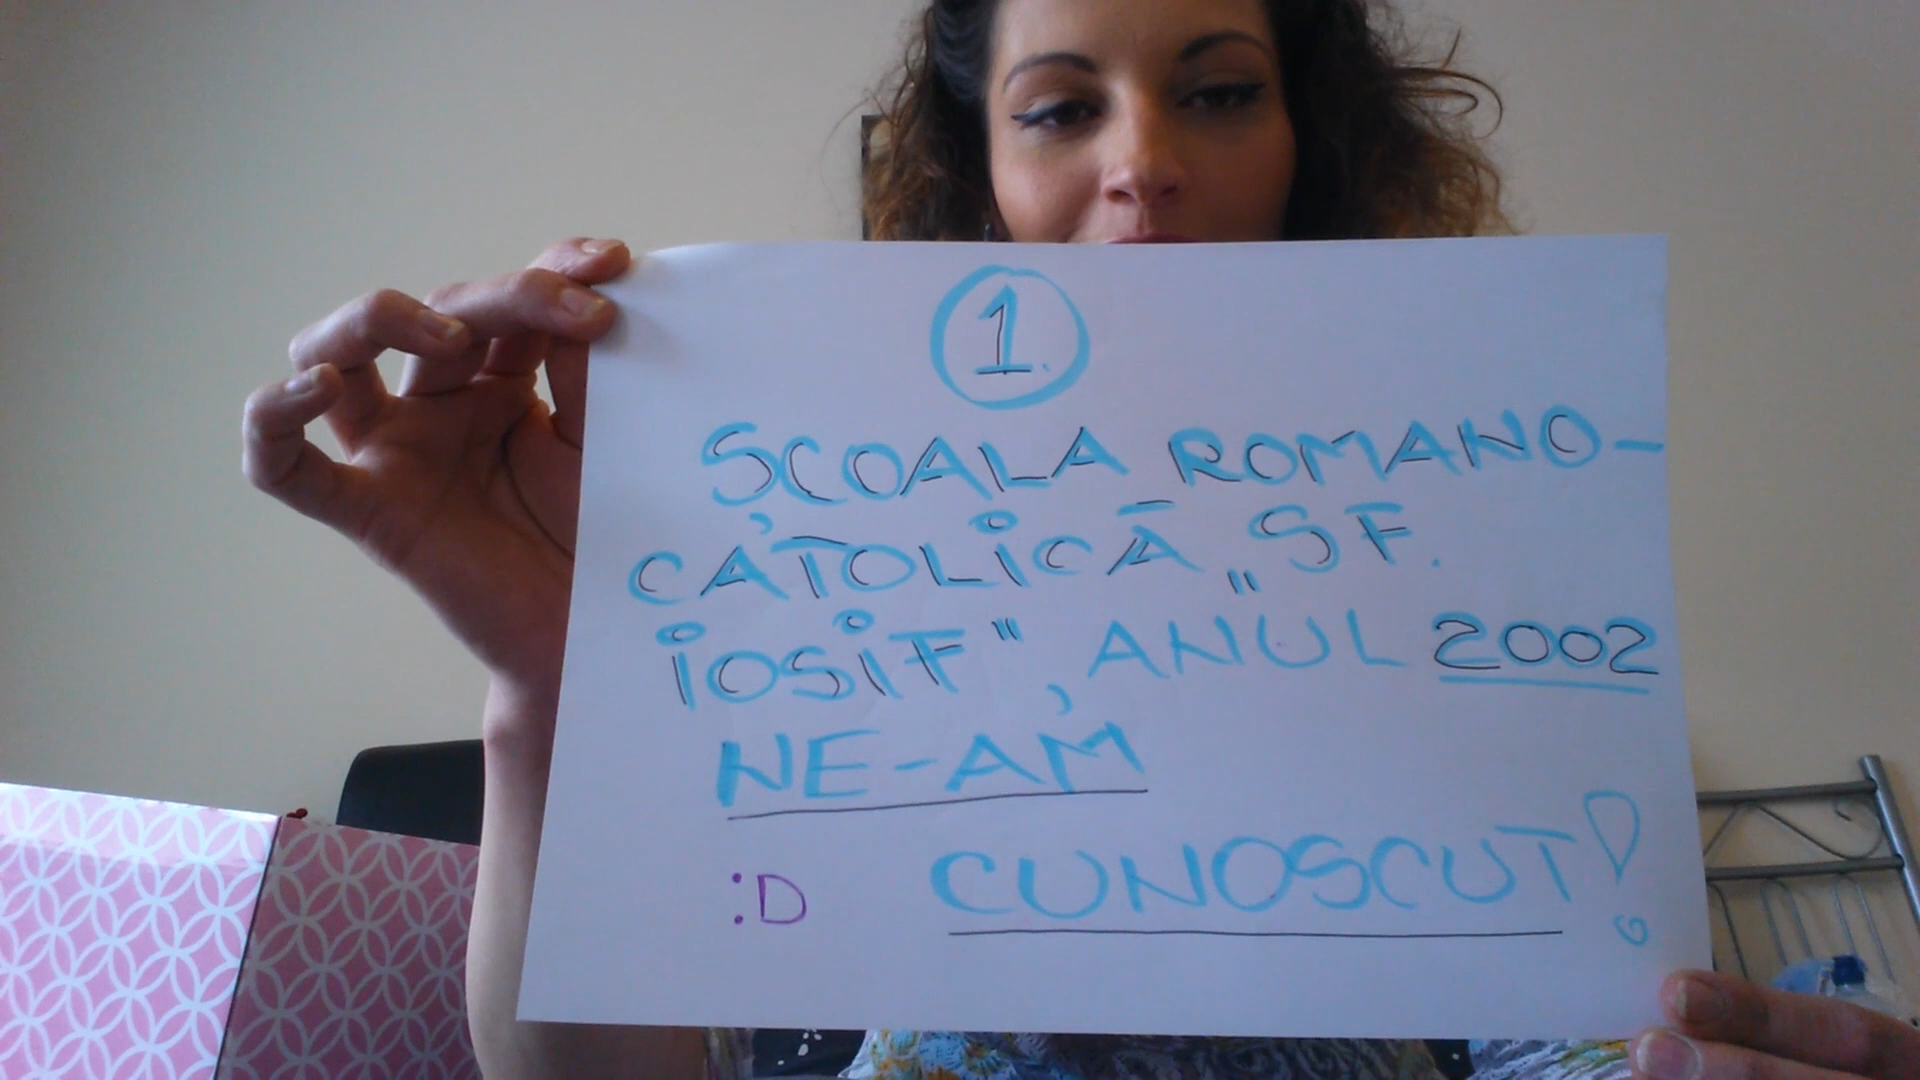 1.
ȘCOALA ROMANO-
CATOLICĂ „SF.
IOSIF", ANUL 2002
NE-AM
:D CUNOSCUT!